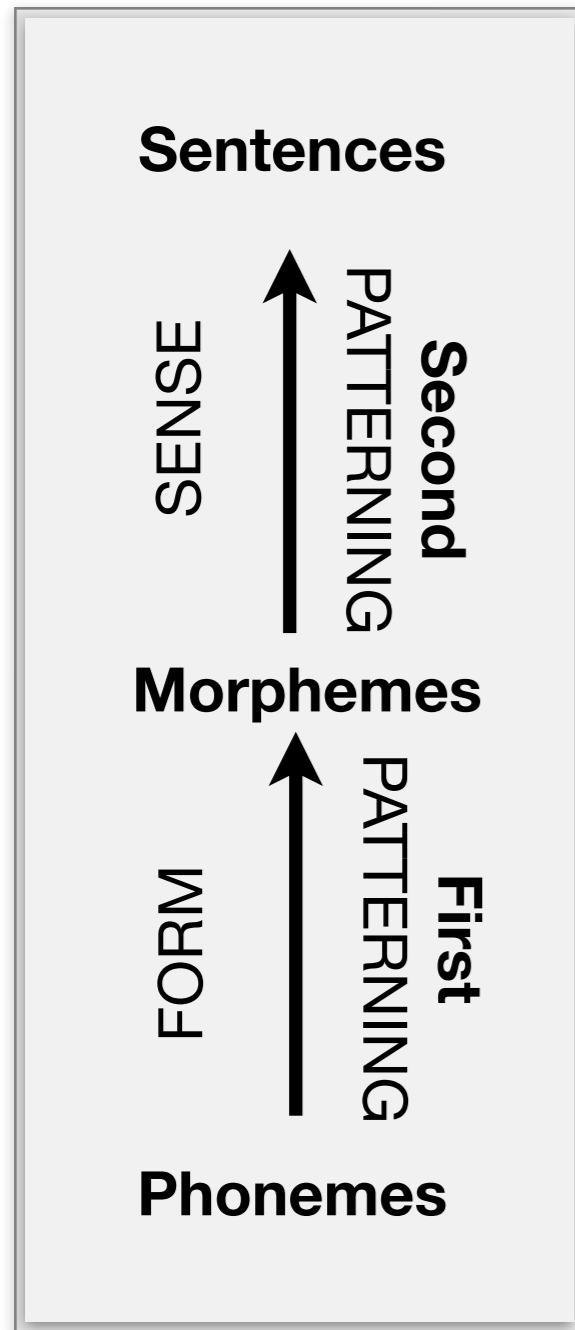 Sentences
SENSE
Second
PATTERNING
Morphemes
FORM
First
PATTERNING
Phonemes